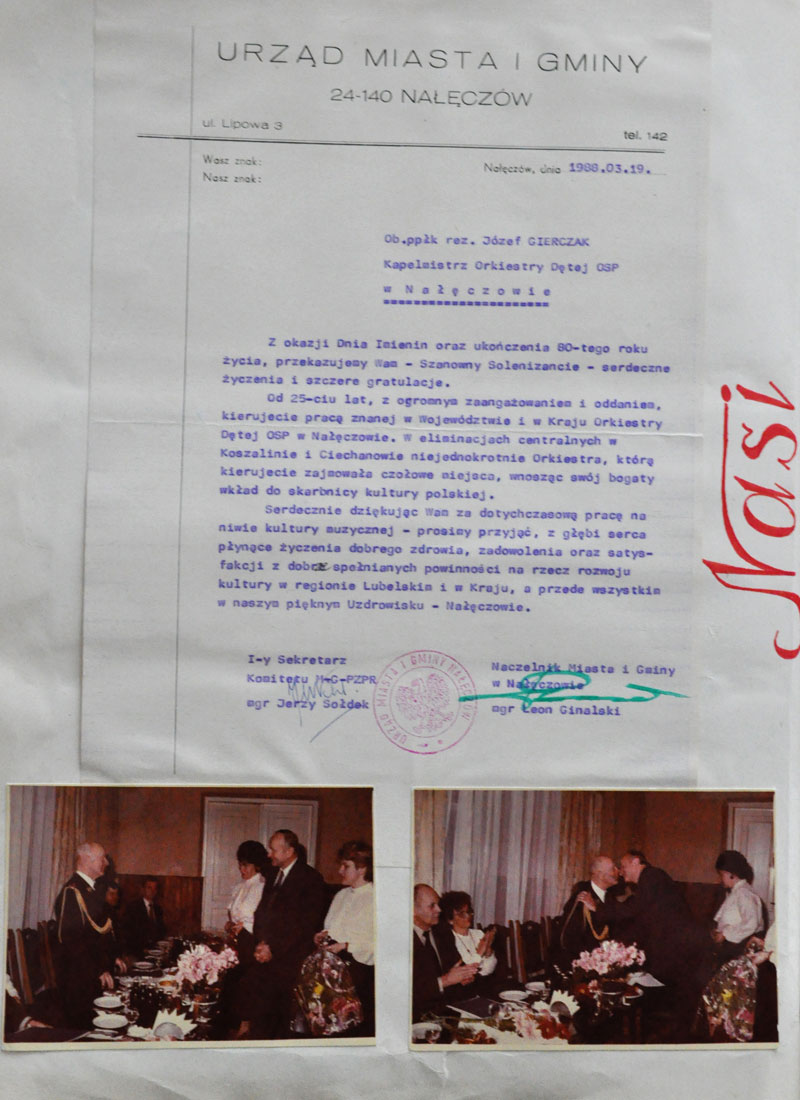 URZĄD MIASTA I GMINY
24-140 NAŁĘCZÓW
ul. Lipowa 3
tel. 142
Wasz znak:
Nasz znak:
Nałęczów, dnia 1988.03.19.
Ob.ppłk rez. Józef GIERCZAK
Kapelmistrz Orkiestry Dętej OSP
w Nałęczowie
Z okazji Dnia Imienin oraz ukończenia 80-tego roku
życia, przekazujemy Wam - Szanowny Solenizancie - serdeczne
życzenia i szczere gratulacje.
Od 25-ciu lat, z ogromnym zaangażowaniem i oddaniem,
kierujecie pracą znanej w Województwie i w Kraju Orkiestry
Dętej OSP w Nałęczowie. W eliminacjach centralnych w
Koszalinie i Ciechanowie niejednokrotnie Orkiestra, którą
kierujecie zajmowała czołowe miejsca, wnosząc swój bogaty
wkład do skarbnicy kultury polskiej.
Serdecznie dziękując Wam za dotychczasową pracę na
niwie kultury muzycznej - prosimy przyjąć, z głębi serca
płynące życzenia dobrego zdrowia, zadowolenia oraz satys-
fakcji z dobrze spełnianych powinności na rzecz rozwoju
kultury w regionie Lubelskim i w Kraju, a przede wszystkim
w naszym pięknym Uzdrowisku - Nałęczowie.
I-y Sekretarz
Komitetu M-G-PZPR
mgr Jerzy Sołdek
URZĄD MIASTA I GMINY NAŁĘCZÓW
Naczelnik Miasta i Gminy
w Nałęczowie
mgr Leon Ginalski
Nasi